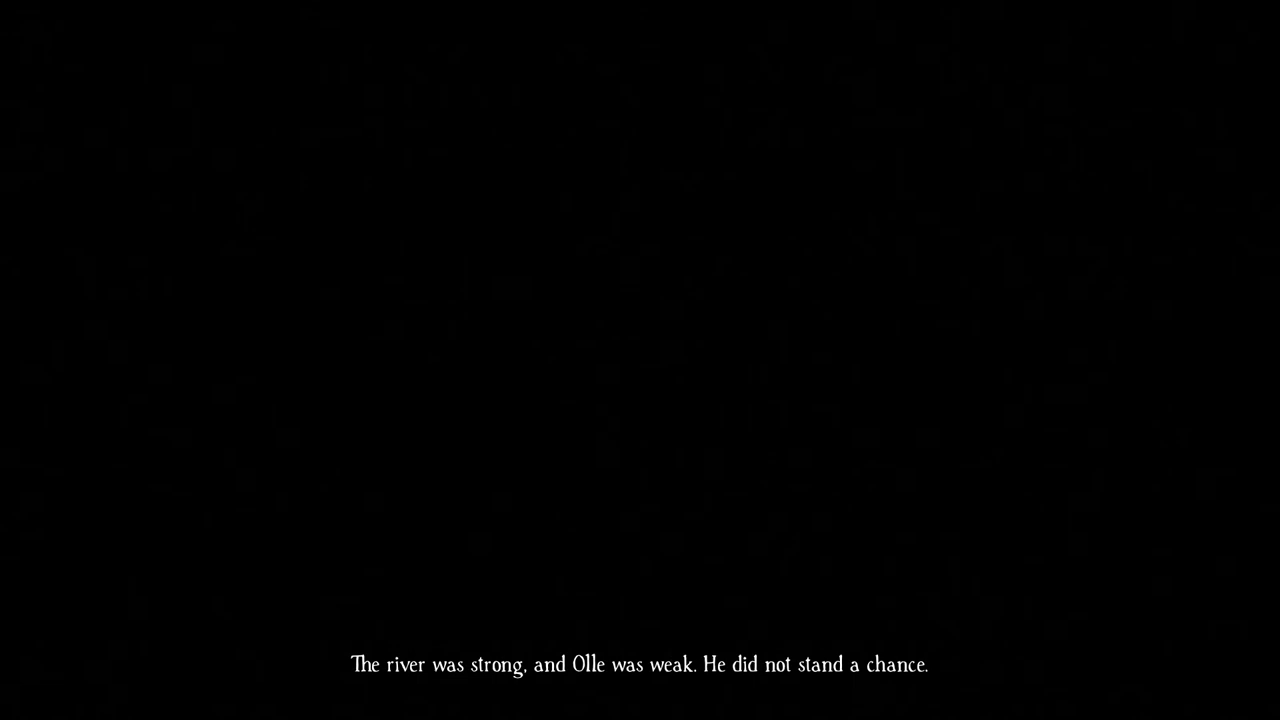 The river was strong, and Olle was weak. He did not stand a chance.